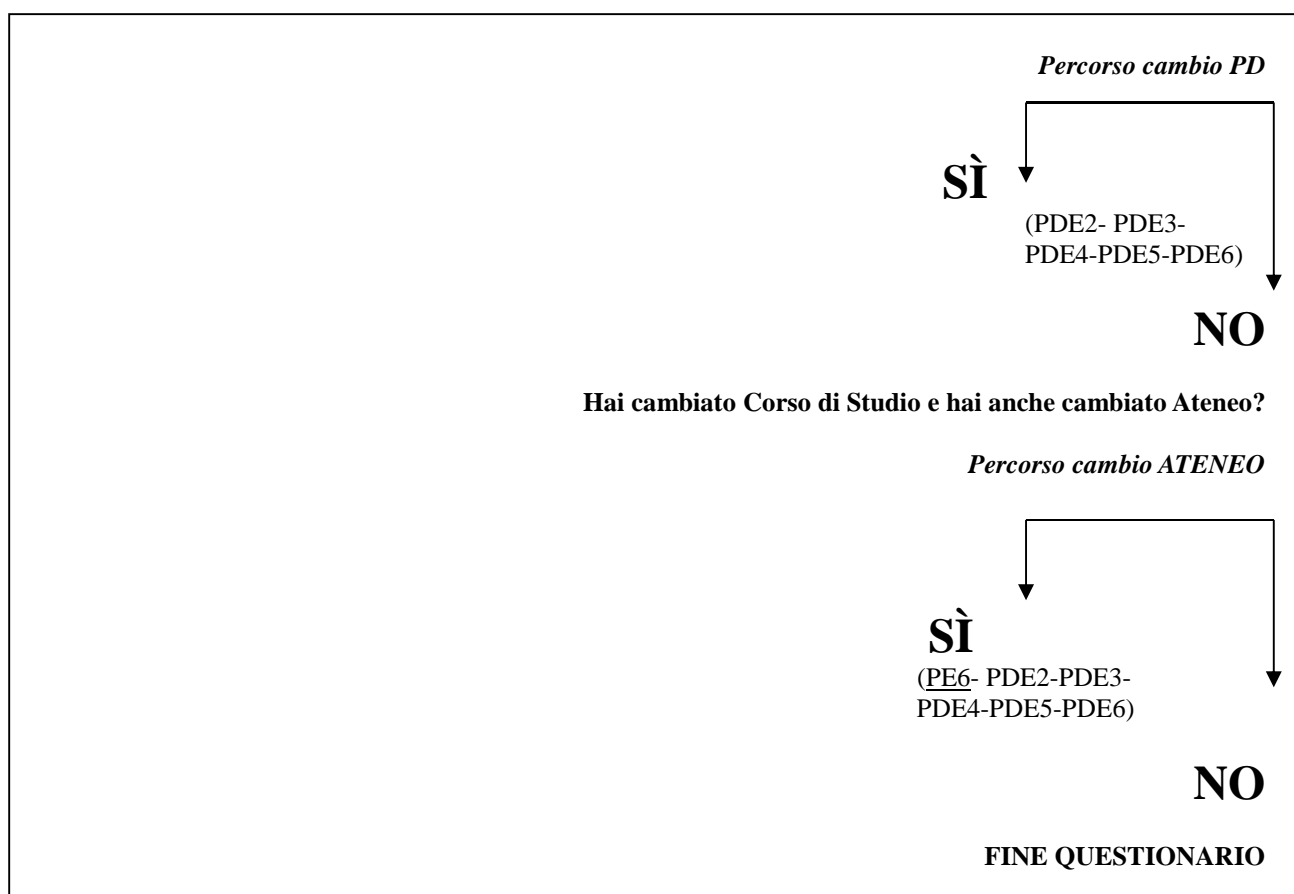 Percorso cambio PD
SÌ
(PDE2- PDE3-
PDE4-PDE5-PDE6)
NO
Hai cambiato Corso di Studio e hai anche cambiato Ateneo?
Percorso cambio ATENEO
SÌ
(PE6- PDE2-PDE3-
PDE4-PDE5-PDE6)
NO
FINE QUESTIONARIO